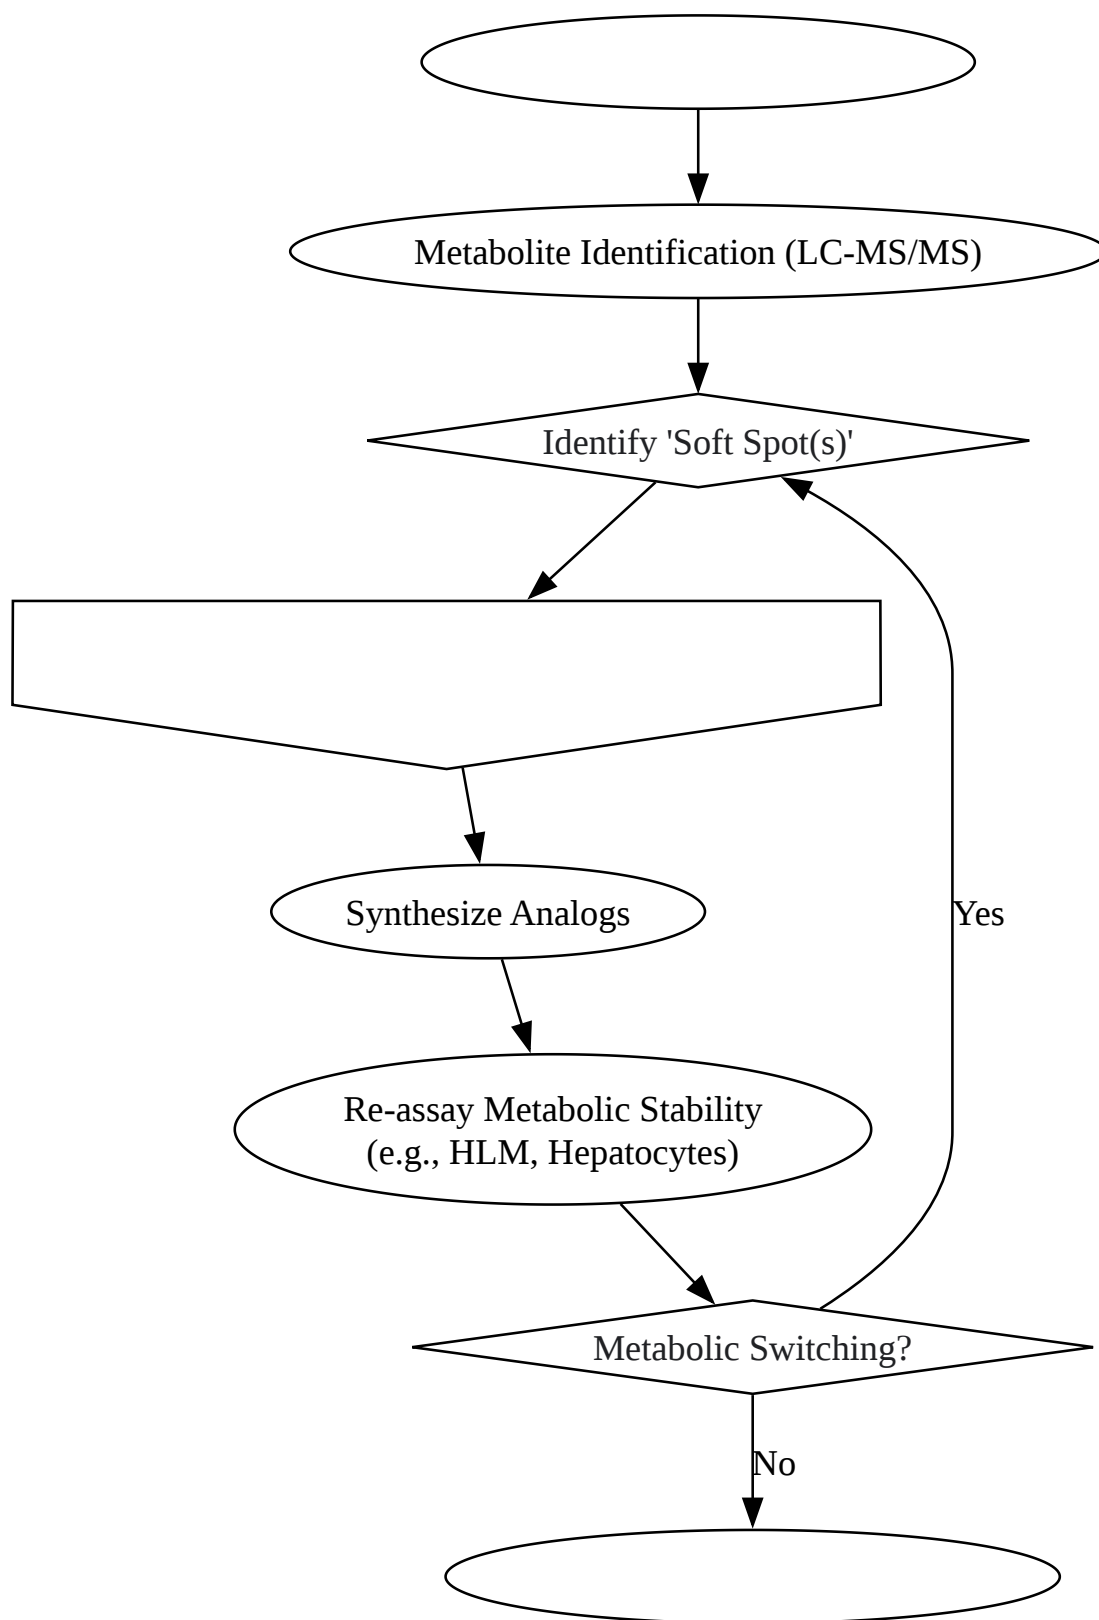 Metabolite Identification (LC-MS/MS)
Identify 'Soft Spot(s)'
Synthesize Analogs
Yes
Re-assay Metabolic Stability
(e.g., HLM, Hepatocytes)
Metabolic Switching?
No